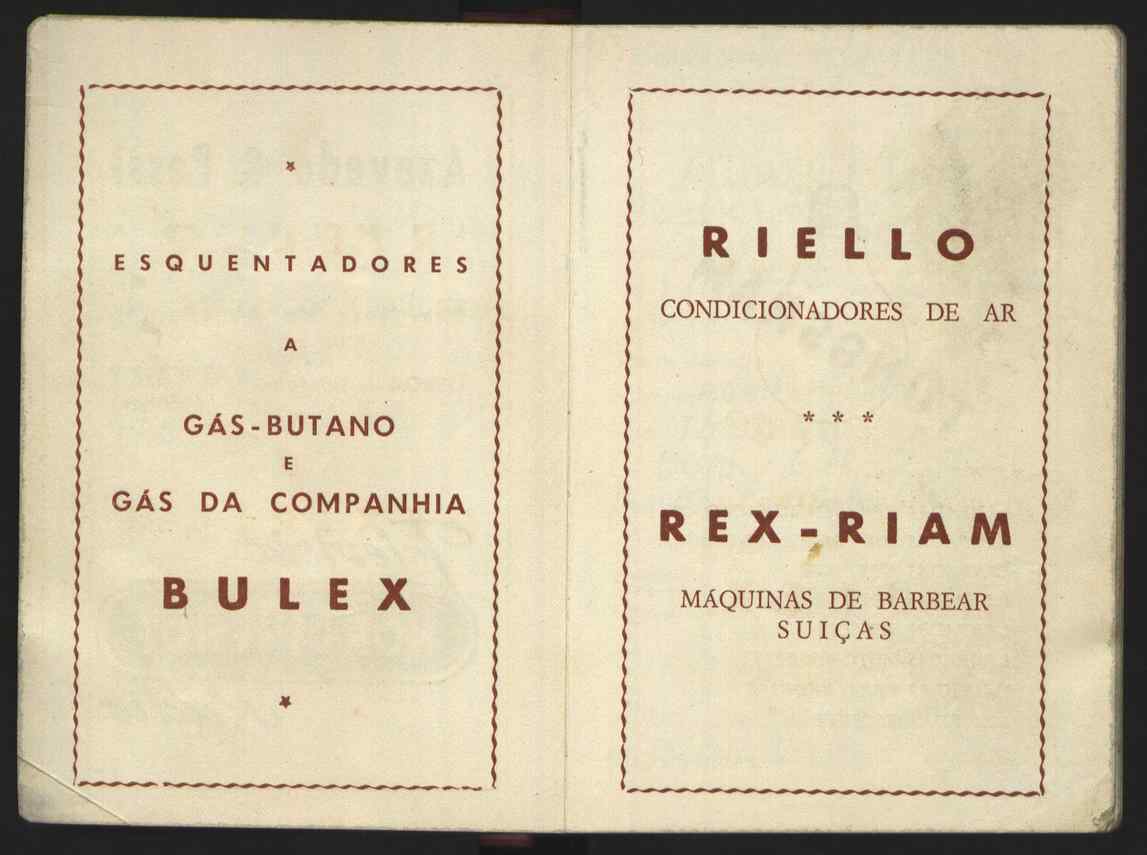 ESQUENTADORES
A
GÁS-BUTANO
E
GÁS DA COMPANHIA
BULEX
RIELLO
CONDICIONADORES DE AR
* * *
REX-RIAM
MÁQUINAS DE BARBEAR
SUIÇAS